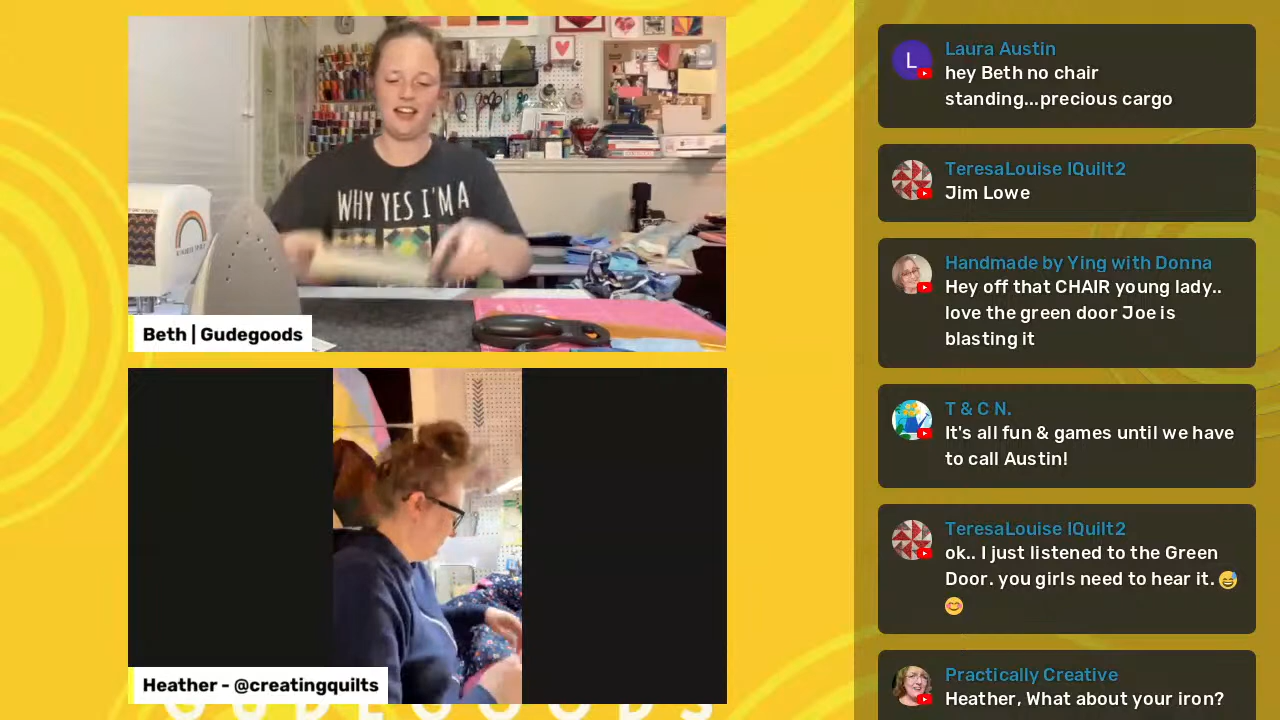 WHY YES I'M A
Beth | Gudegoods
Heather - @creatingquilts
GUDEGOODS
L
Laura Austin
hey Beth no chair
standing...precious cargo
TeresaLouise IQuilt2
Jim Lowe
Handmade by Ying with Donna
Hey off that CHAIR young lady..
love the green door Joe is
blasting it
T & C N.
It's all fun & games until we have
to call Austin!
TeresaLouise IQuilt2
ok.. I just listened to the Green
Door. you girls need to hear it. 😅
😊
Practically Creative
Heather, What about your iron?